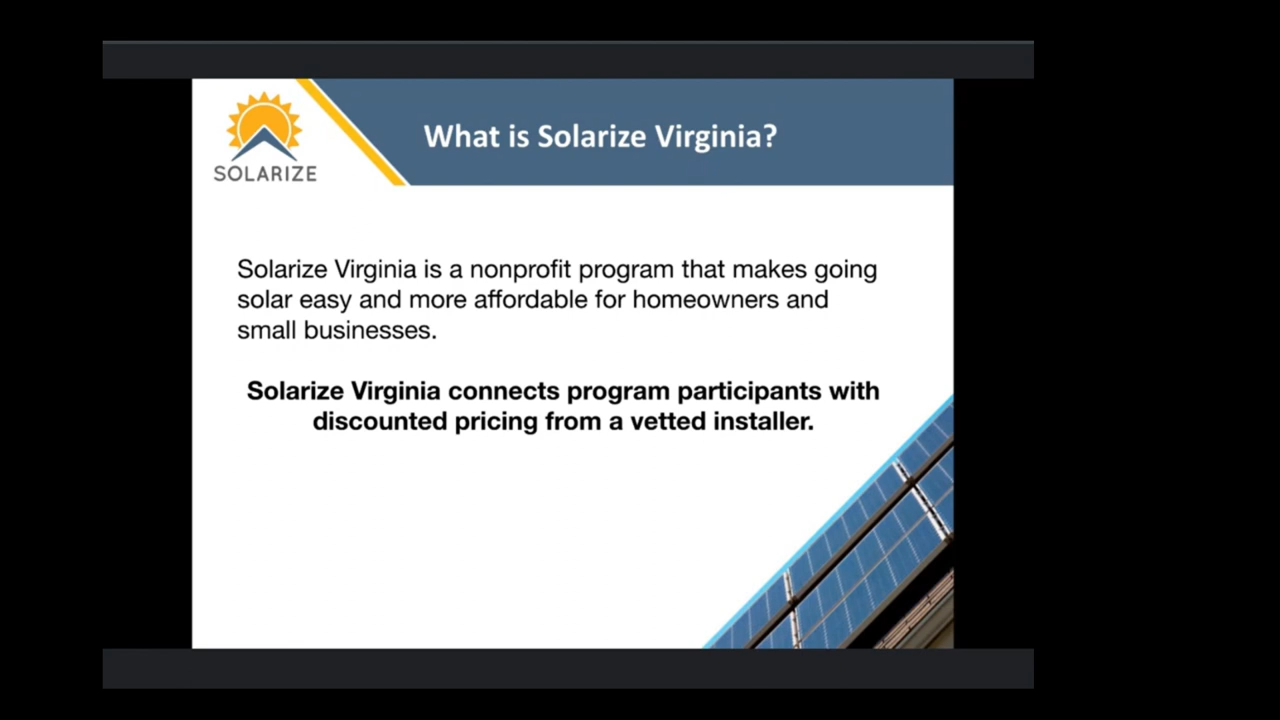 What is Solarize Virginia?
SOLARIZE
Solarize Virginia is a nonprofit program that makes going
solar easy and more affordable for homeowners and
small businesses.
Solarize Virginia connects program participants with
discounted pricing from a vetted installer.